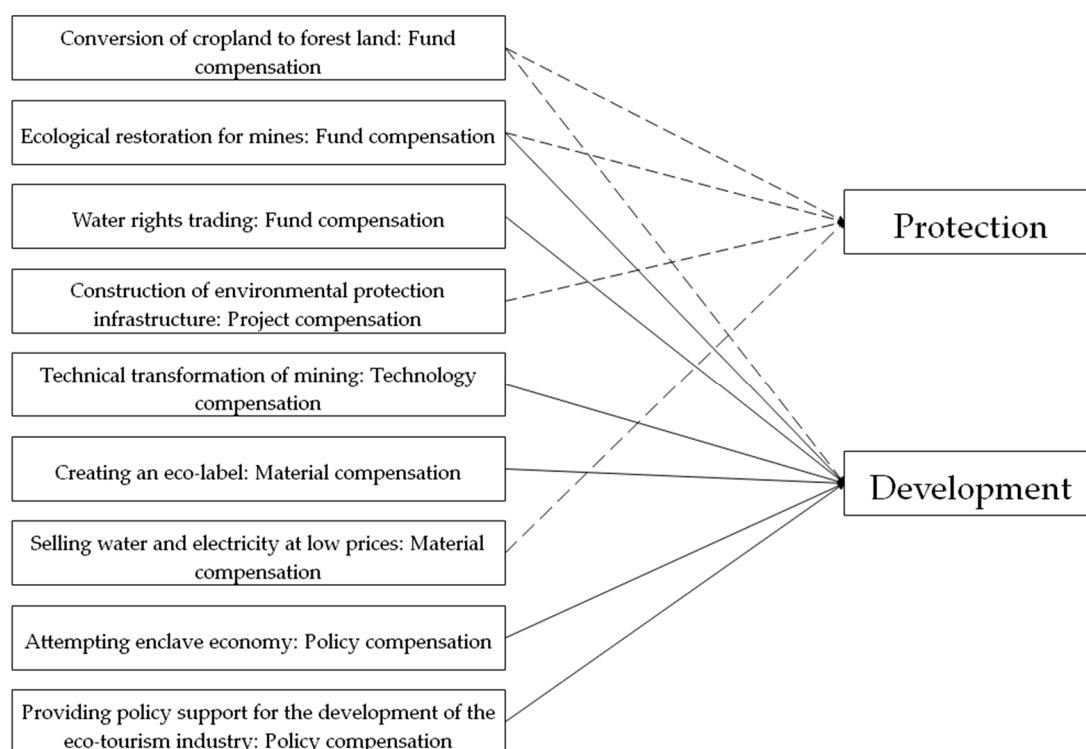 Conversion of cropland to forest land: Fund
compensation
Ecological restoration for mines: Fund compensation
Water rights trading: Fund compensation
Construction of environmental protection
infrastructure: Project compensation
Technical transformation of mining: Technology
compensation
Creating an eco-label: Material compensation
Selling water and electricity at low prices: Material
compensation
Attempting enclave economy: Policy compensation
Providing policy support for the development of the
eco-tourism industry: Policy compensation
Protection
Development